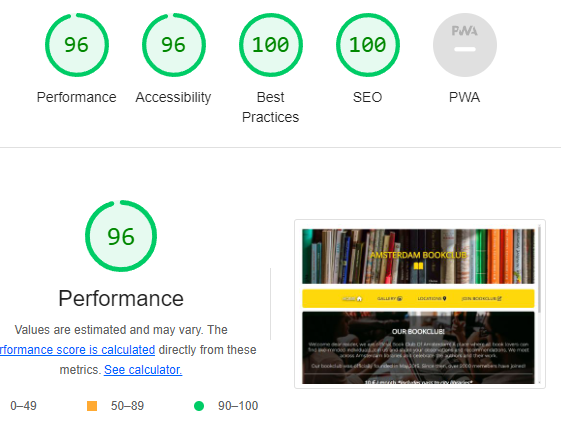 96
96
100
100
PWA
Performance
Accessibility
Best
Practices
SEO
PWA
96
Performance
Values are estimated and may vary. The
rformance score is calculated directly from these
metrics. See calculator.
0–49
50–89
90–100
AMSTERDAM BOOKCLUB
GALLERY
LOCATIONS
JOIN BOOKCLUB
OUR BOOKCLUB!